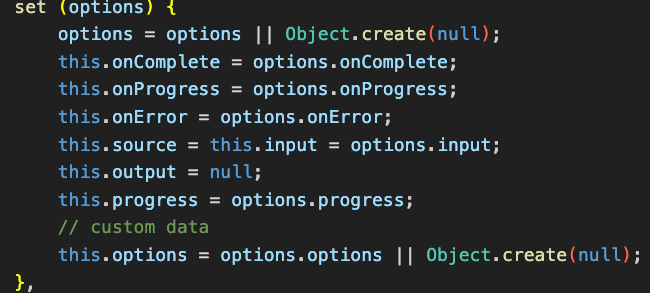 set (options) {
options = options || Object.create(null);
this.onComplete = options.onComplete;
this.onProgress = options.onProgress;
this.onError = options.onError;
this.source = this.input = options.input;
this.output = null;
this.progress = options.progress;
// custom data
this.options = options.options || Object.create(null);
},